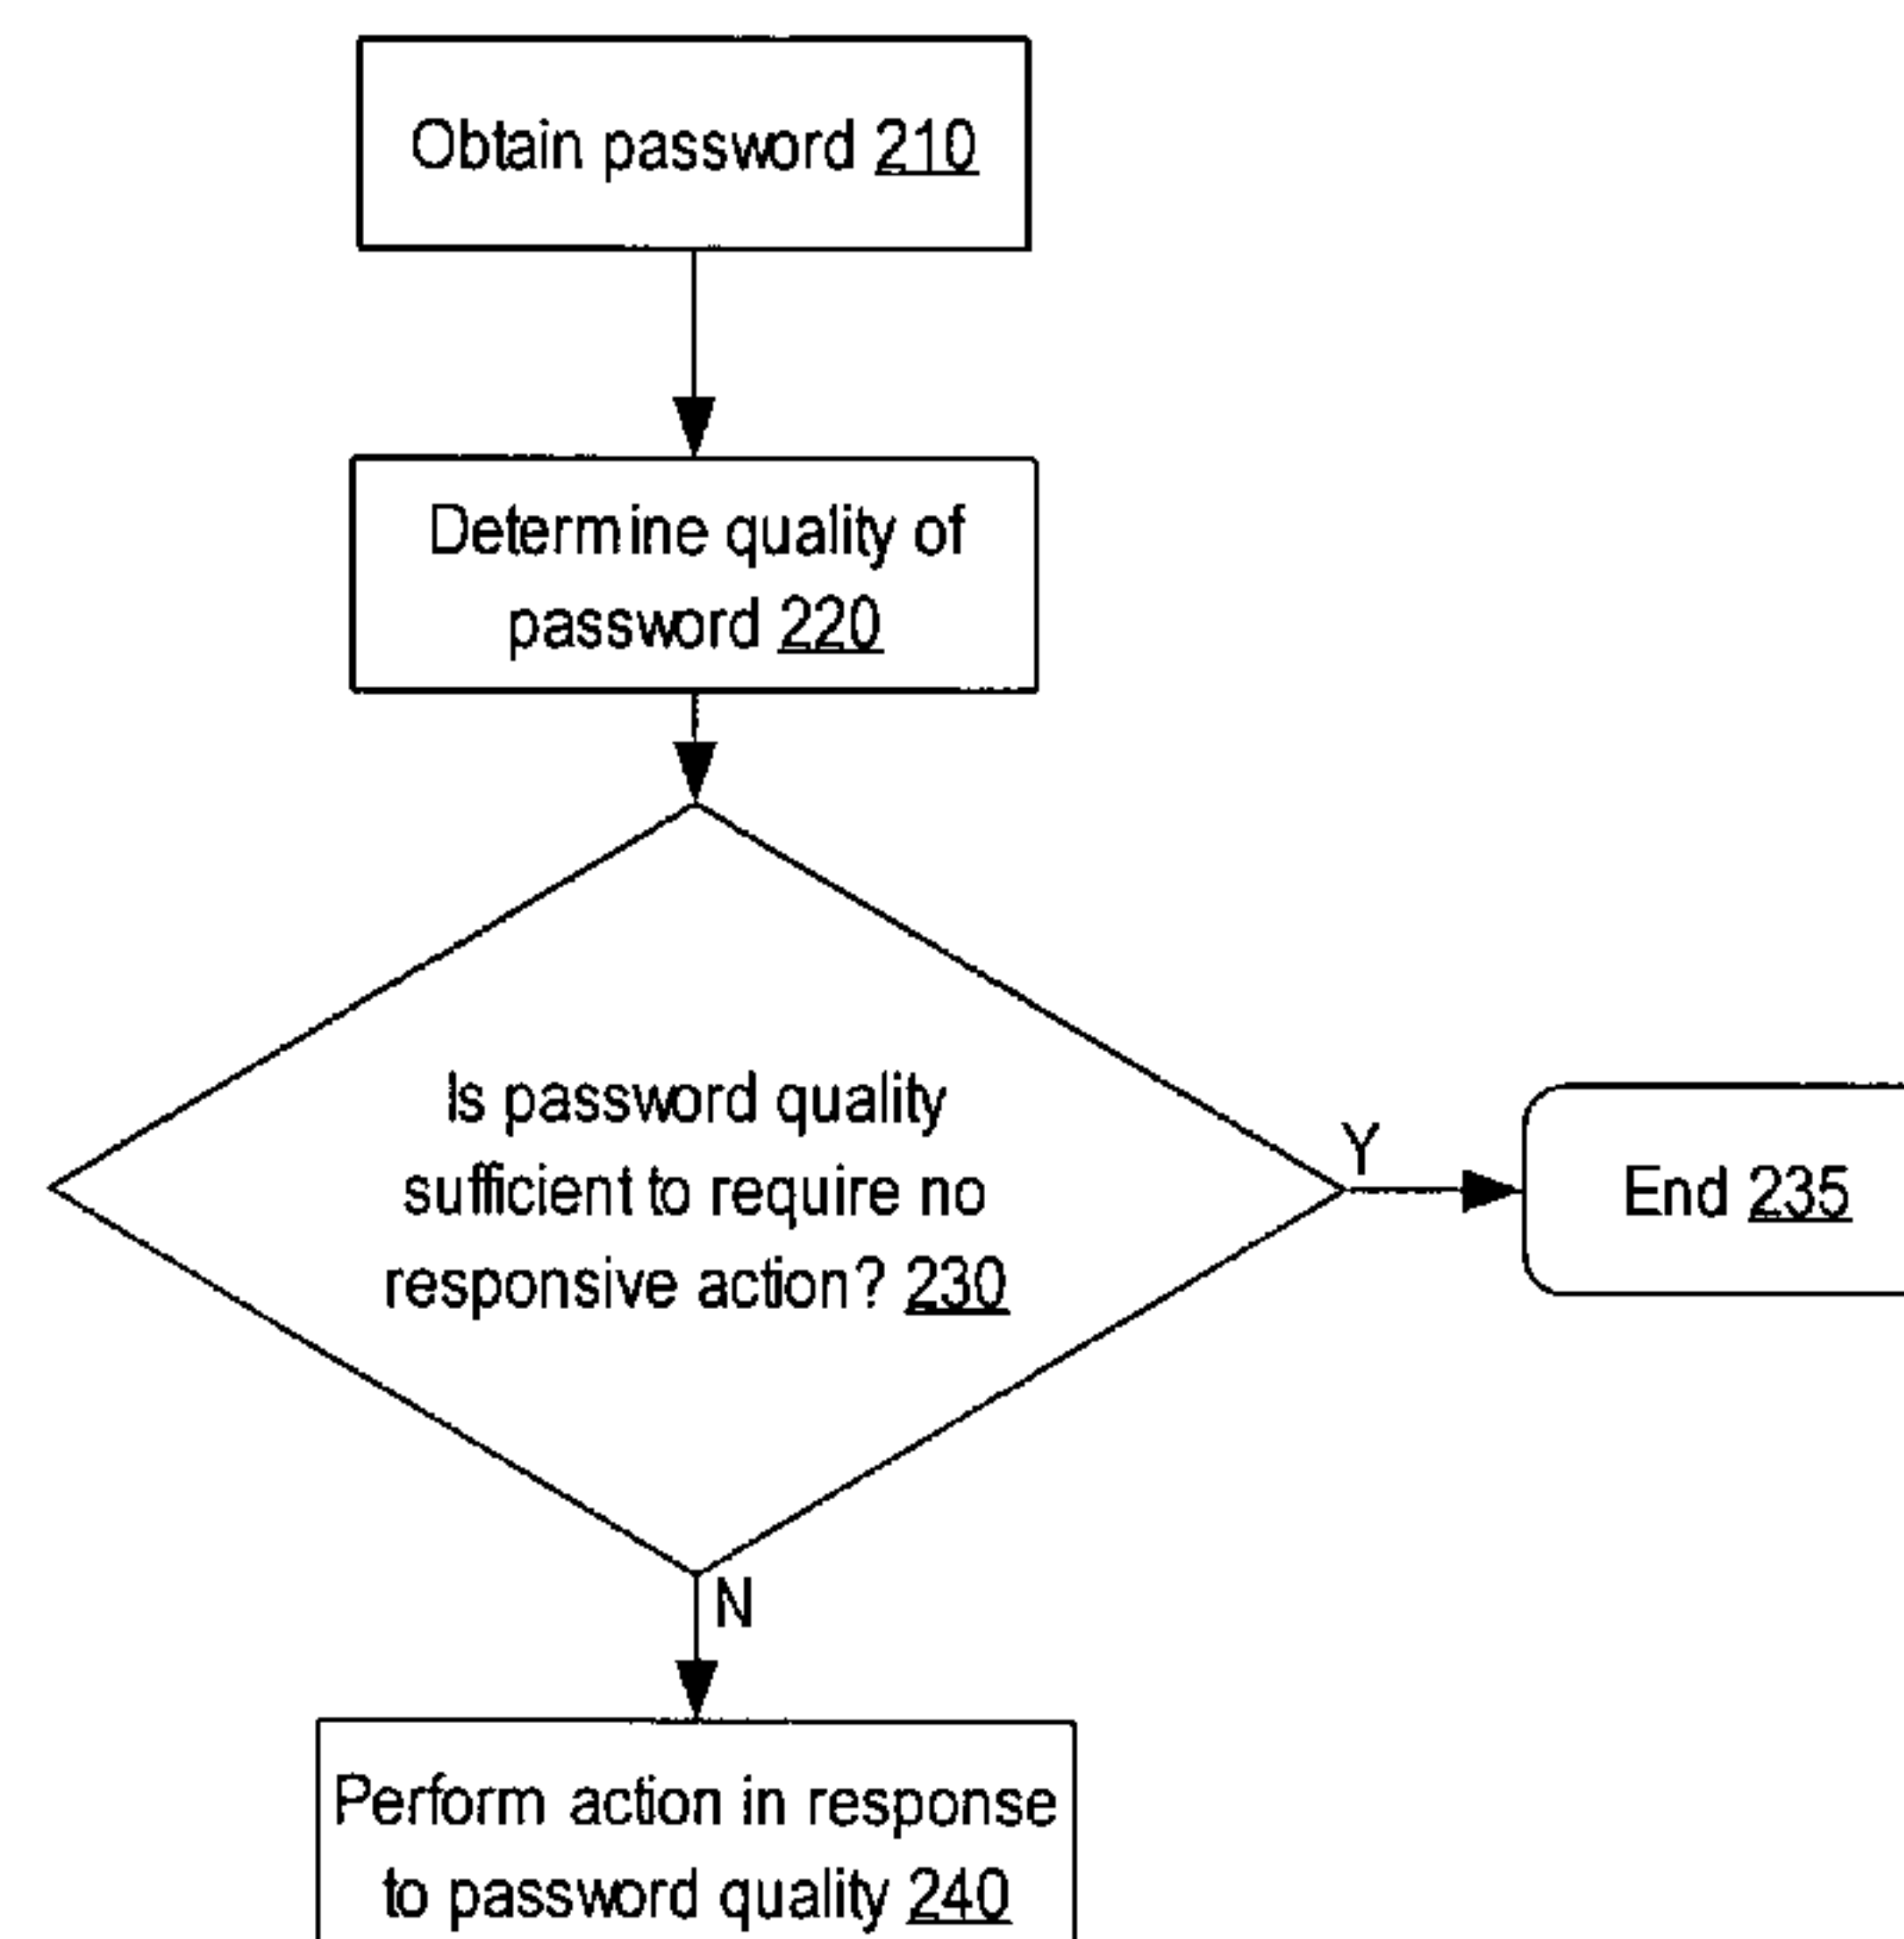 Obtain password 210
Determine quality of
password 220
Is password quality
sufficient to require no
responsive action? 230
Y
End 235
N
Perform action in response
to password quality 240